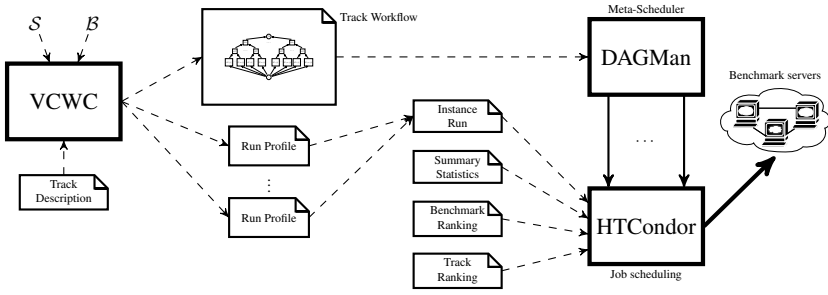 𝒮 ℬ
VCWC
Track
Description
Track Workflow
Run Profile
⋮
Run Profile
Instance
Run
Summary
Statistics
Benchmark
Ranking
Track
Ranking
Meta-Scheduler
DAGMan
...
HTCondor
Job scheduling
Benchmark servers